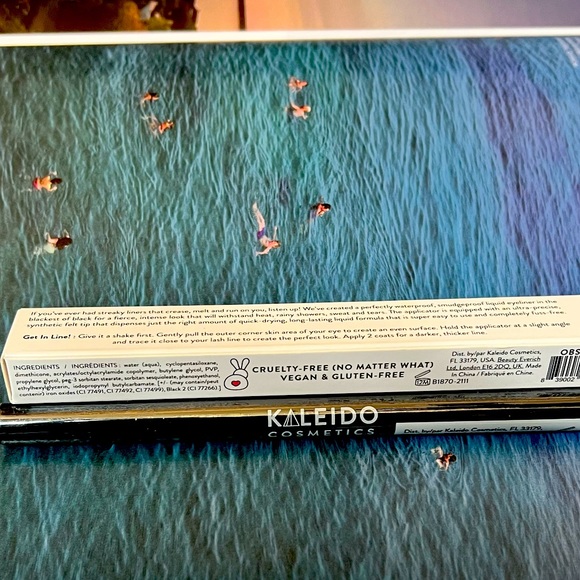 If you've ever had streaky liners that crease, melt and run on you, listen up! We've created a perfectly waterproof, smudgeproof liquid eyeliner in the
blackest of black for a fierce, intense look that will withstand heat, rainy showers, sweat and tears. The applicator is equipped with an ultra-precise,
synthetic felt tip that dispenses just the right amount of quick-drying, long-lasting liquid formula that is super easy to use and completely fuss-free.
Get in Line! : Give it a shake first. Gently pull the outer corner skin area of your eye to create an even surface. Hold the applicator at a slight angle
and trace it close to your lash line to create the perfect look. Apply 2 coats for a darker, thicker line.
INGREDIENTS / INGRÉDIENTS : water (aqua), cyclopentasiloxane,
dimethicone, acrylates/octylacrylamide copolymer, butylene glycol, PVP,
propylene glycol, peg-3 sorbitan stearate, sorbitan sesquioleate, phenoxyethanol,
ethylhexylglycerin, iodopropynyl butylcarbamate. [+/- (may contain/peut
contenir) iron oxides (CI 77491, CI 77492, CI 77499), Black 2 (CI 77266).]
CRUELTY-FREE (NO MATTER WHAT)
VEGAN & GLUTEN-FREE
12M B1870-2111
Dist. by/par Kaleido Cosmetics,
FL 33179, USA. Beauty Everich
Ltd, London E16 2DQ, UK. Made
In China / Fabriqué en China
OBS
8 39002
KALEIDO
COSMETICS
Dist. by/par Kaleido Cosmetics, FL 33179,